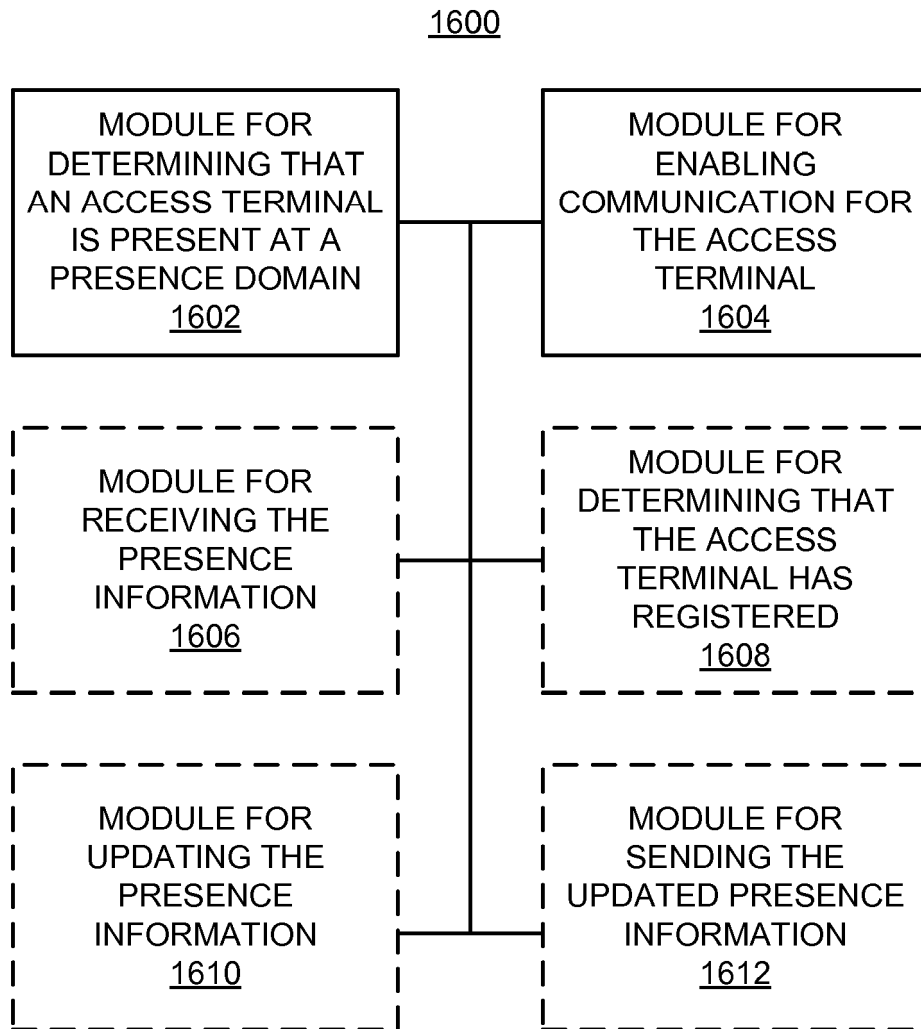 1600
MODULE FOR
DETERMINING THAT
AN ACCESS TERMINAL
IS PRESENT AT A
PRESENCE DOMAIN
1602
MODULE FOR
ENABLING
COMMUNICATION FOR
THE ACCESS
TERMINAL
1604
MODULE FOR
RECEIVING THE
PRESENCE
INFORMATION
1606
MODULE FOR
DETERMINING THAT
THE ACCESS
TERMINAL HAS
REGISTERED
1608
MODULE FOR
UPDATING THE
PRESENCE
INFORMATION
1610
MODULE FOR
SENDING THE
UPDATED PRESENCE
INFORMATION
1612